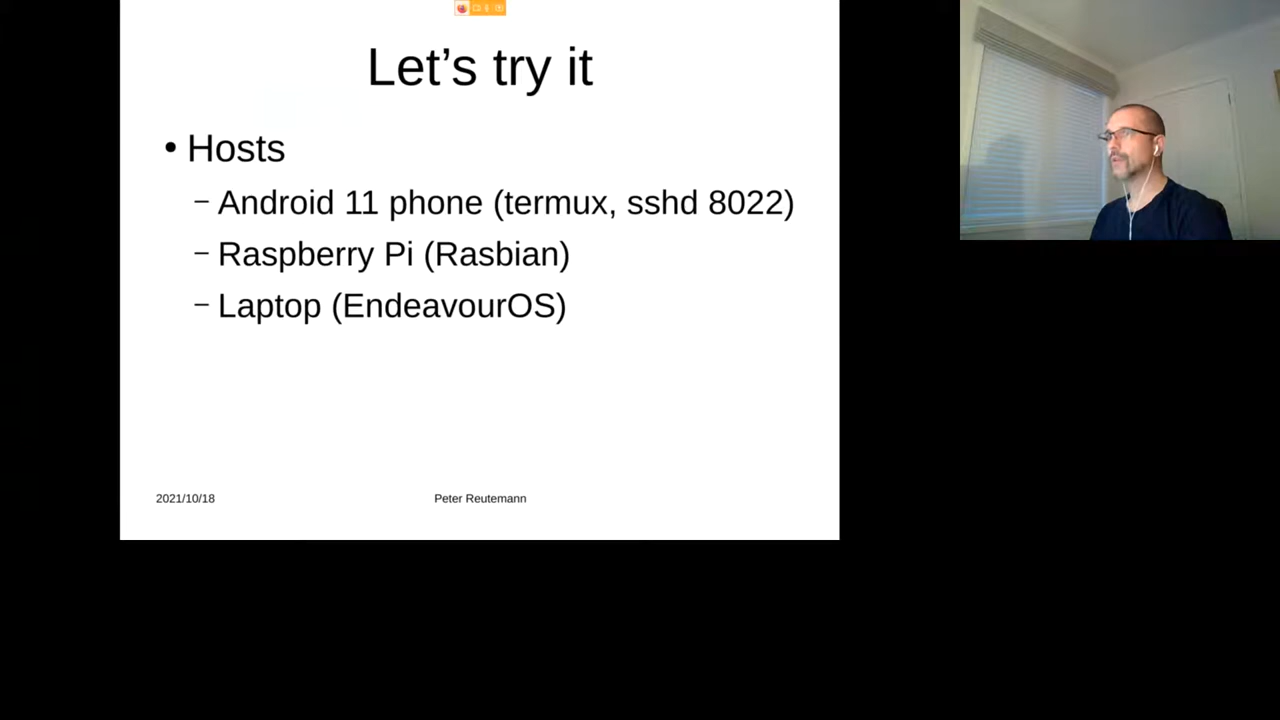 Let’s try it
• Hosts
– Android 11 phone (termux, sshd 8022)
– Raspberry Pi (Rasbian)
– Laptop (EndeavourOS)
2021/10/18
Peter Reutemann